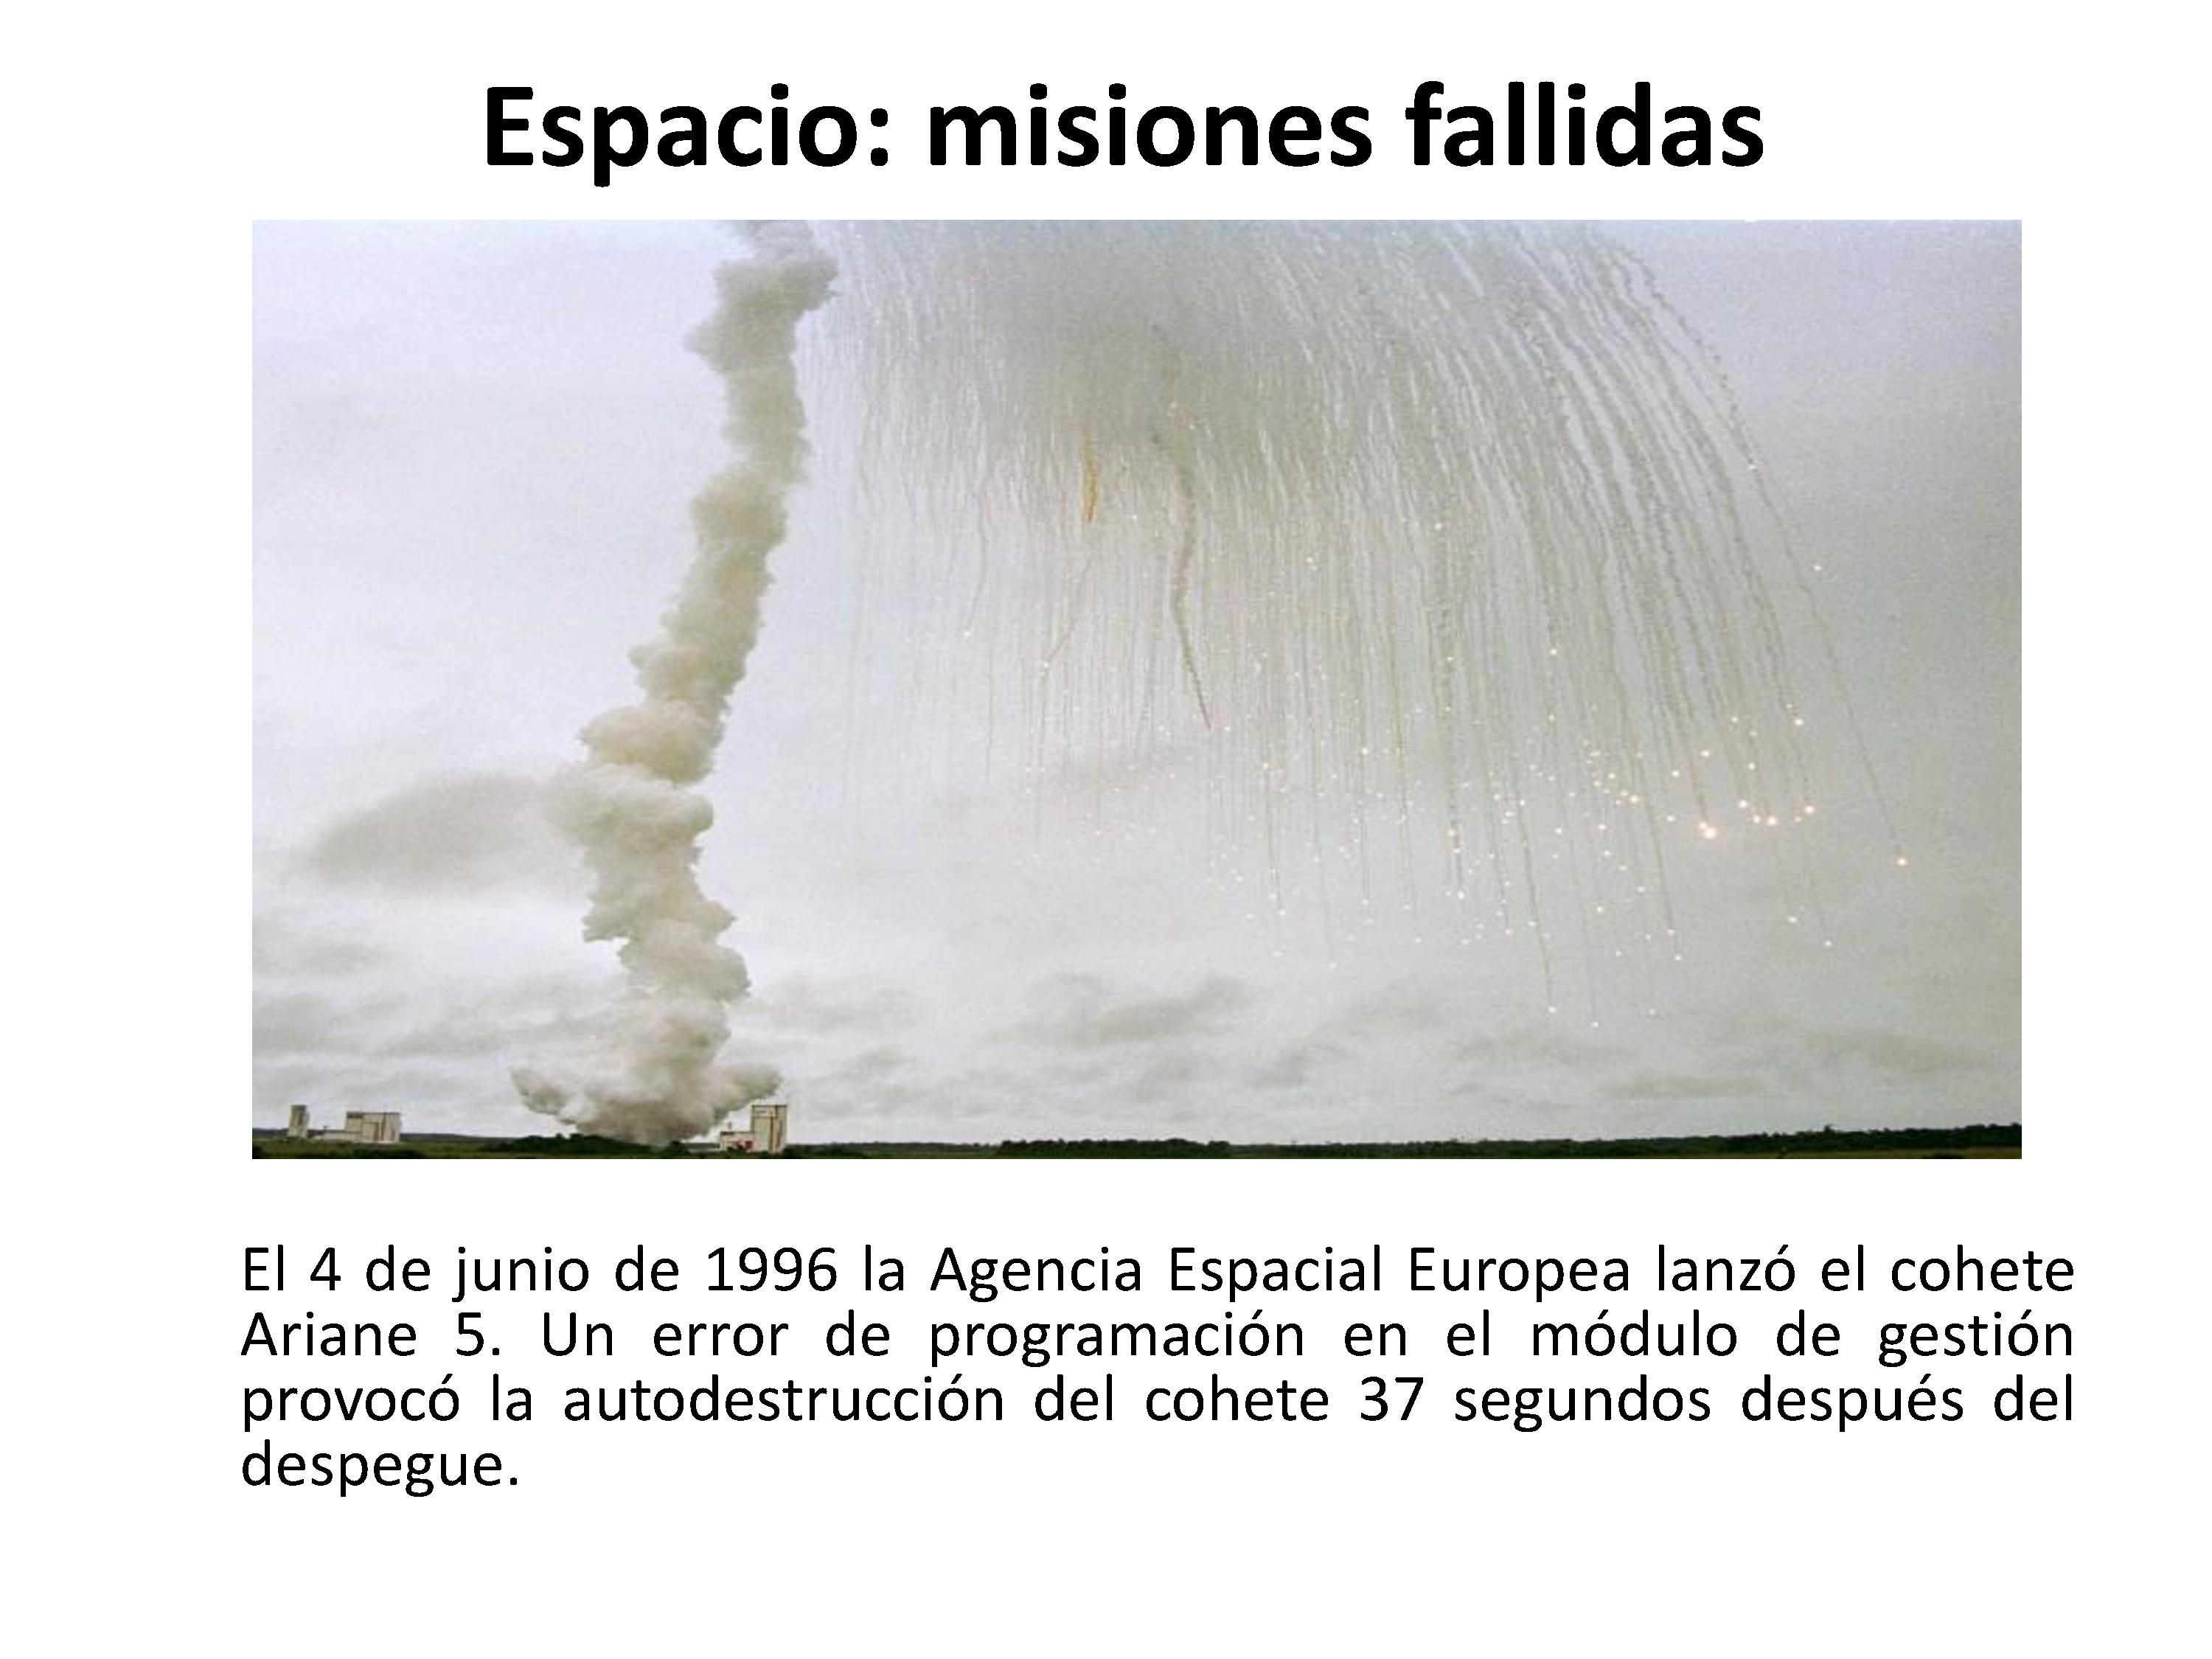 Espacio: misiones fallidas
El 4 de junio de 1996 la Agencia Espacial Europea lanzó el cohete
Ariane 5. Un error de programación en el módulo de gestión
provocó la autodestrucción del cohete 37 segundos después del
despegue.